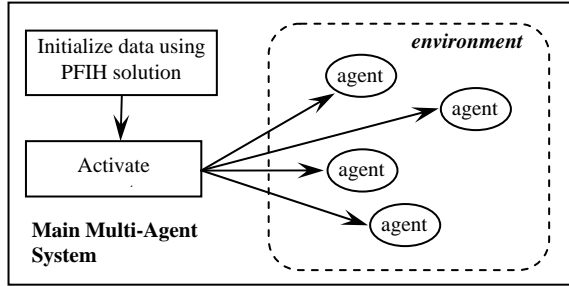 Initialize data using
PFIH solution
environment
agent
agent
Activate
agent
agent
Main Multi-Agent
System